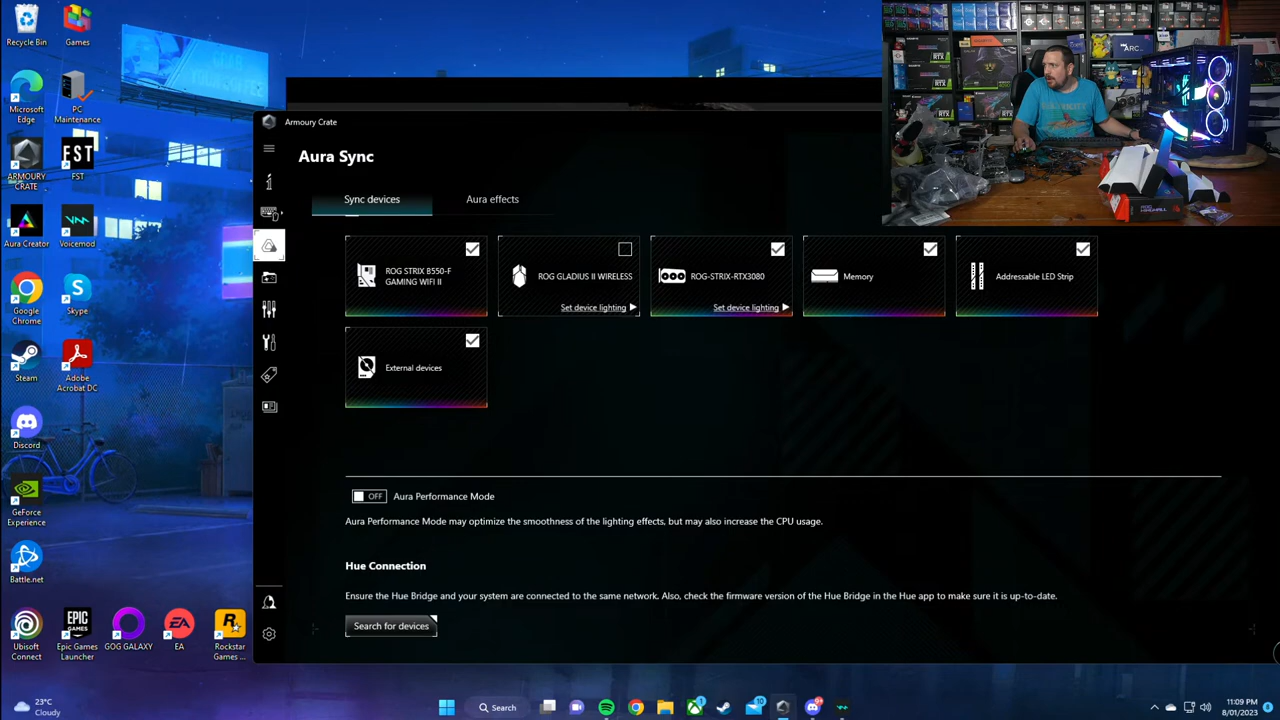 Recycle Bin
Games
Microsoft
Edge
PC
Maintenance
ARMOURY
CRATE
FST
FST
Aura Creator
Voicemod
Google
Chrome
Skype
Steam
Adobe
Acrobat DC
Discord
GeForce
Experience
Battle.net
Ubisoft
Connect
EPIC
GAMES
Epic Games
Launcher
GOG GALAXY
EA
EA
R
Rockstar
Games ...
Armoury Crate
Aura Sync
Sync devices
Aura effects
ROG STRIX B550-F
GAMING WIFI II
ROG GLADIUS II WIRELESS
Set device lighting
ROG-STRIX-RTX3080
Set device lighting
Memory
Addressable LED Strip
External devices
OFF
Aura Performance Mode
Aura Performance Mode may optimize the smoothness of the lighting effects, but may also increase the CPU usage.
Hue Connection
Ensure the Hue Bridge and your system are connected to the same network. Also, check the firmware version of the Hue Bridge in the Hue app to make sure it is up-to-date.
Search for devices
23°C
Cloudy
Search
1
10
9+
11:09 PM
8/01/2023